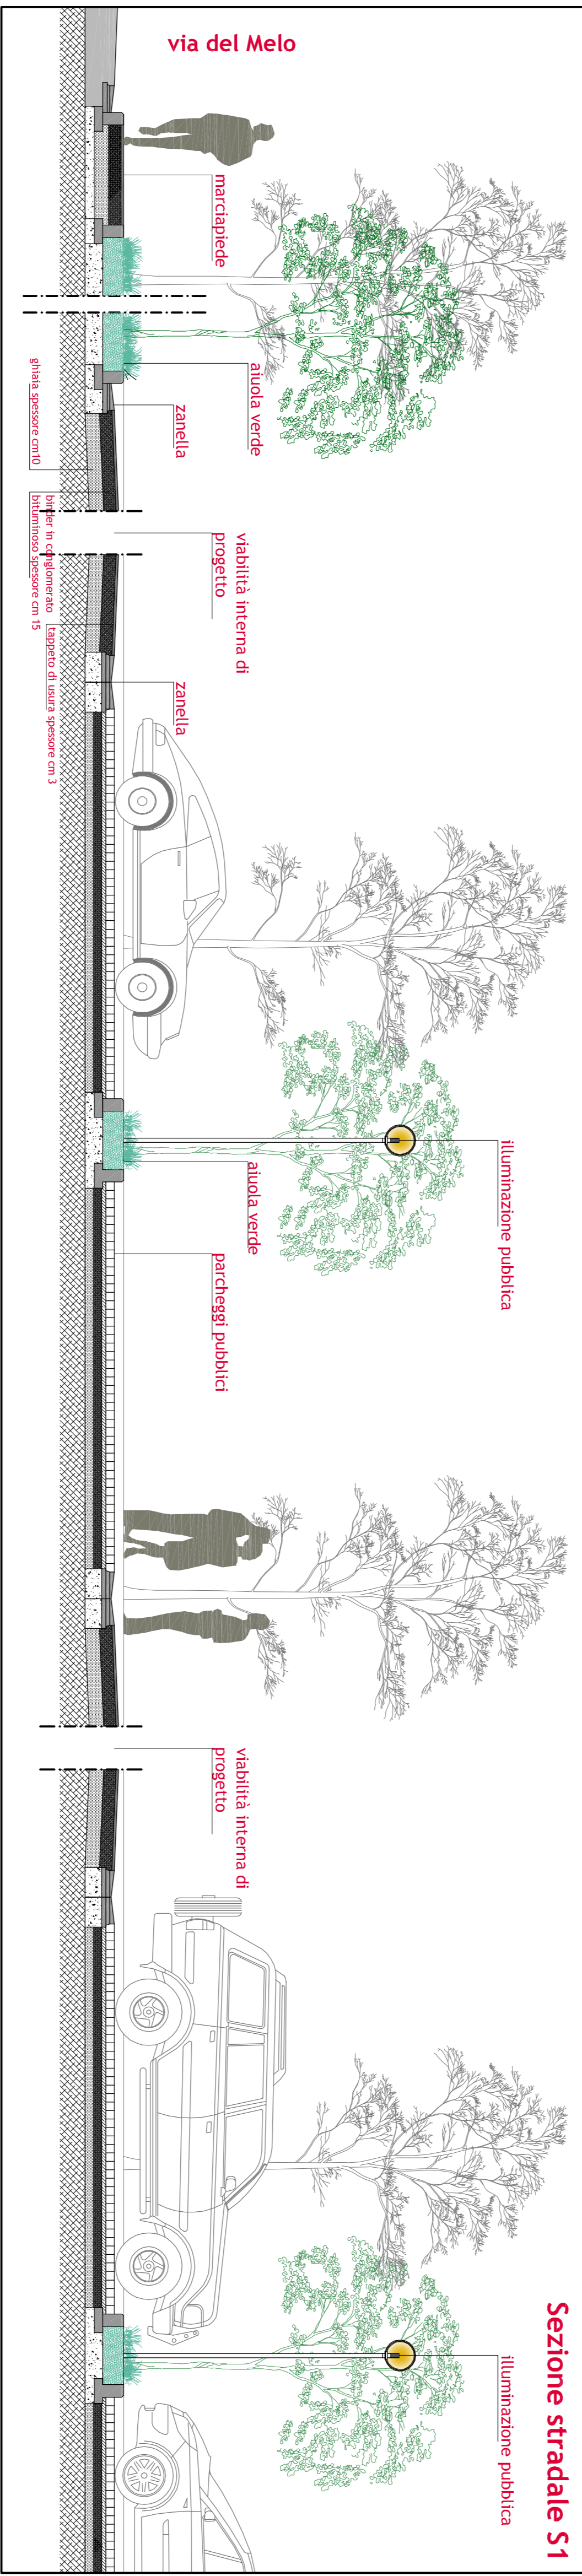 Sezione stradale S1
via del Melo
marciapiede
aiuola verde
zanella
ghiaia spessore cm10
binder in conglomerato
bituminoso spessore cm 15
tappeto di usura spessore cm 3
viabilità interna di
progetto
zanella
illuminazione pubblica
aiuola verde
parcheggi pubblici
viabilità interna di
progetto
illuminazione pubblica